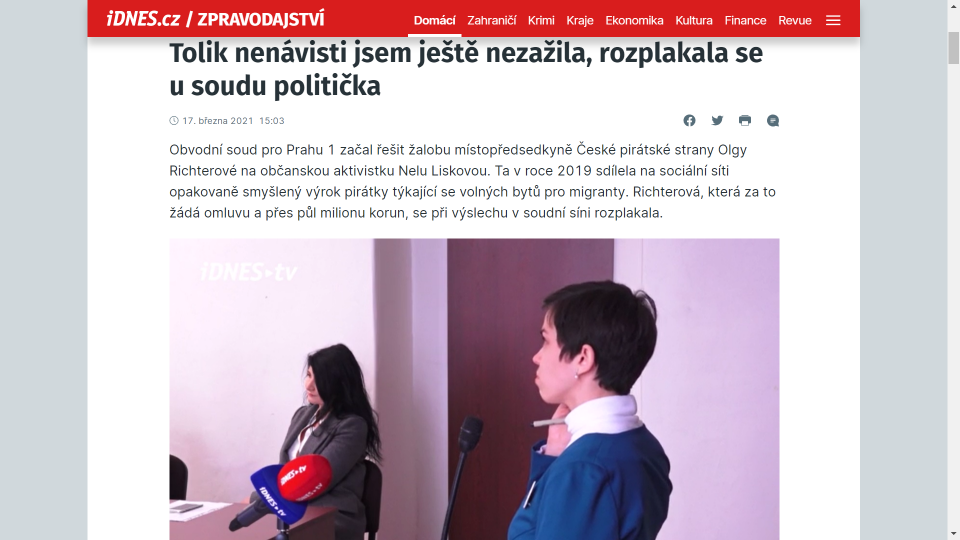 iDNES.cz / ZPRAVODAJSTVÍ
Domácí Zahraničí Krimi Kraje Ekonomika Kultura Finance Revue
Tolik nenávisti jsem ještě nezažila, rozplakala se
u soudu politička
17. března 2021 15:03
Obvodní soud pro Prahu 1 začal řešit žalobu místopředsedkyně České pirátské strany Olgy
Richterové na občanskou aktivistku Nelu Liskovou. Ta v roce 2019 sdílela na sociální síti
opakovaně smyšlený výrok pirátky týkající se volných bytů pro migranty. Richterová, která za to
žádá omluvu a přes půl milionu korun, se při výslechu v soudní síni rozplakala.
iDNES tv
iDNES tv
iDNES tv